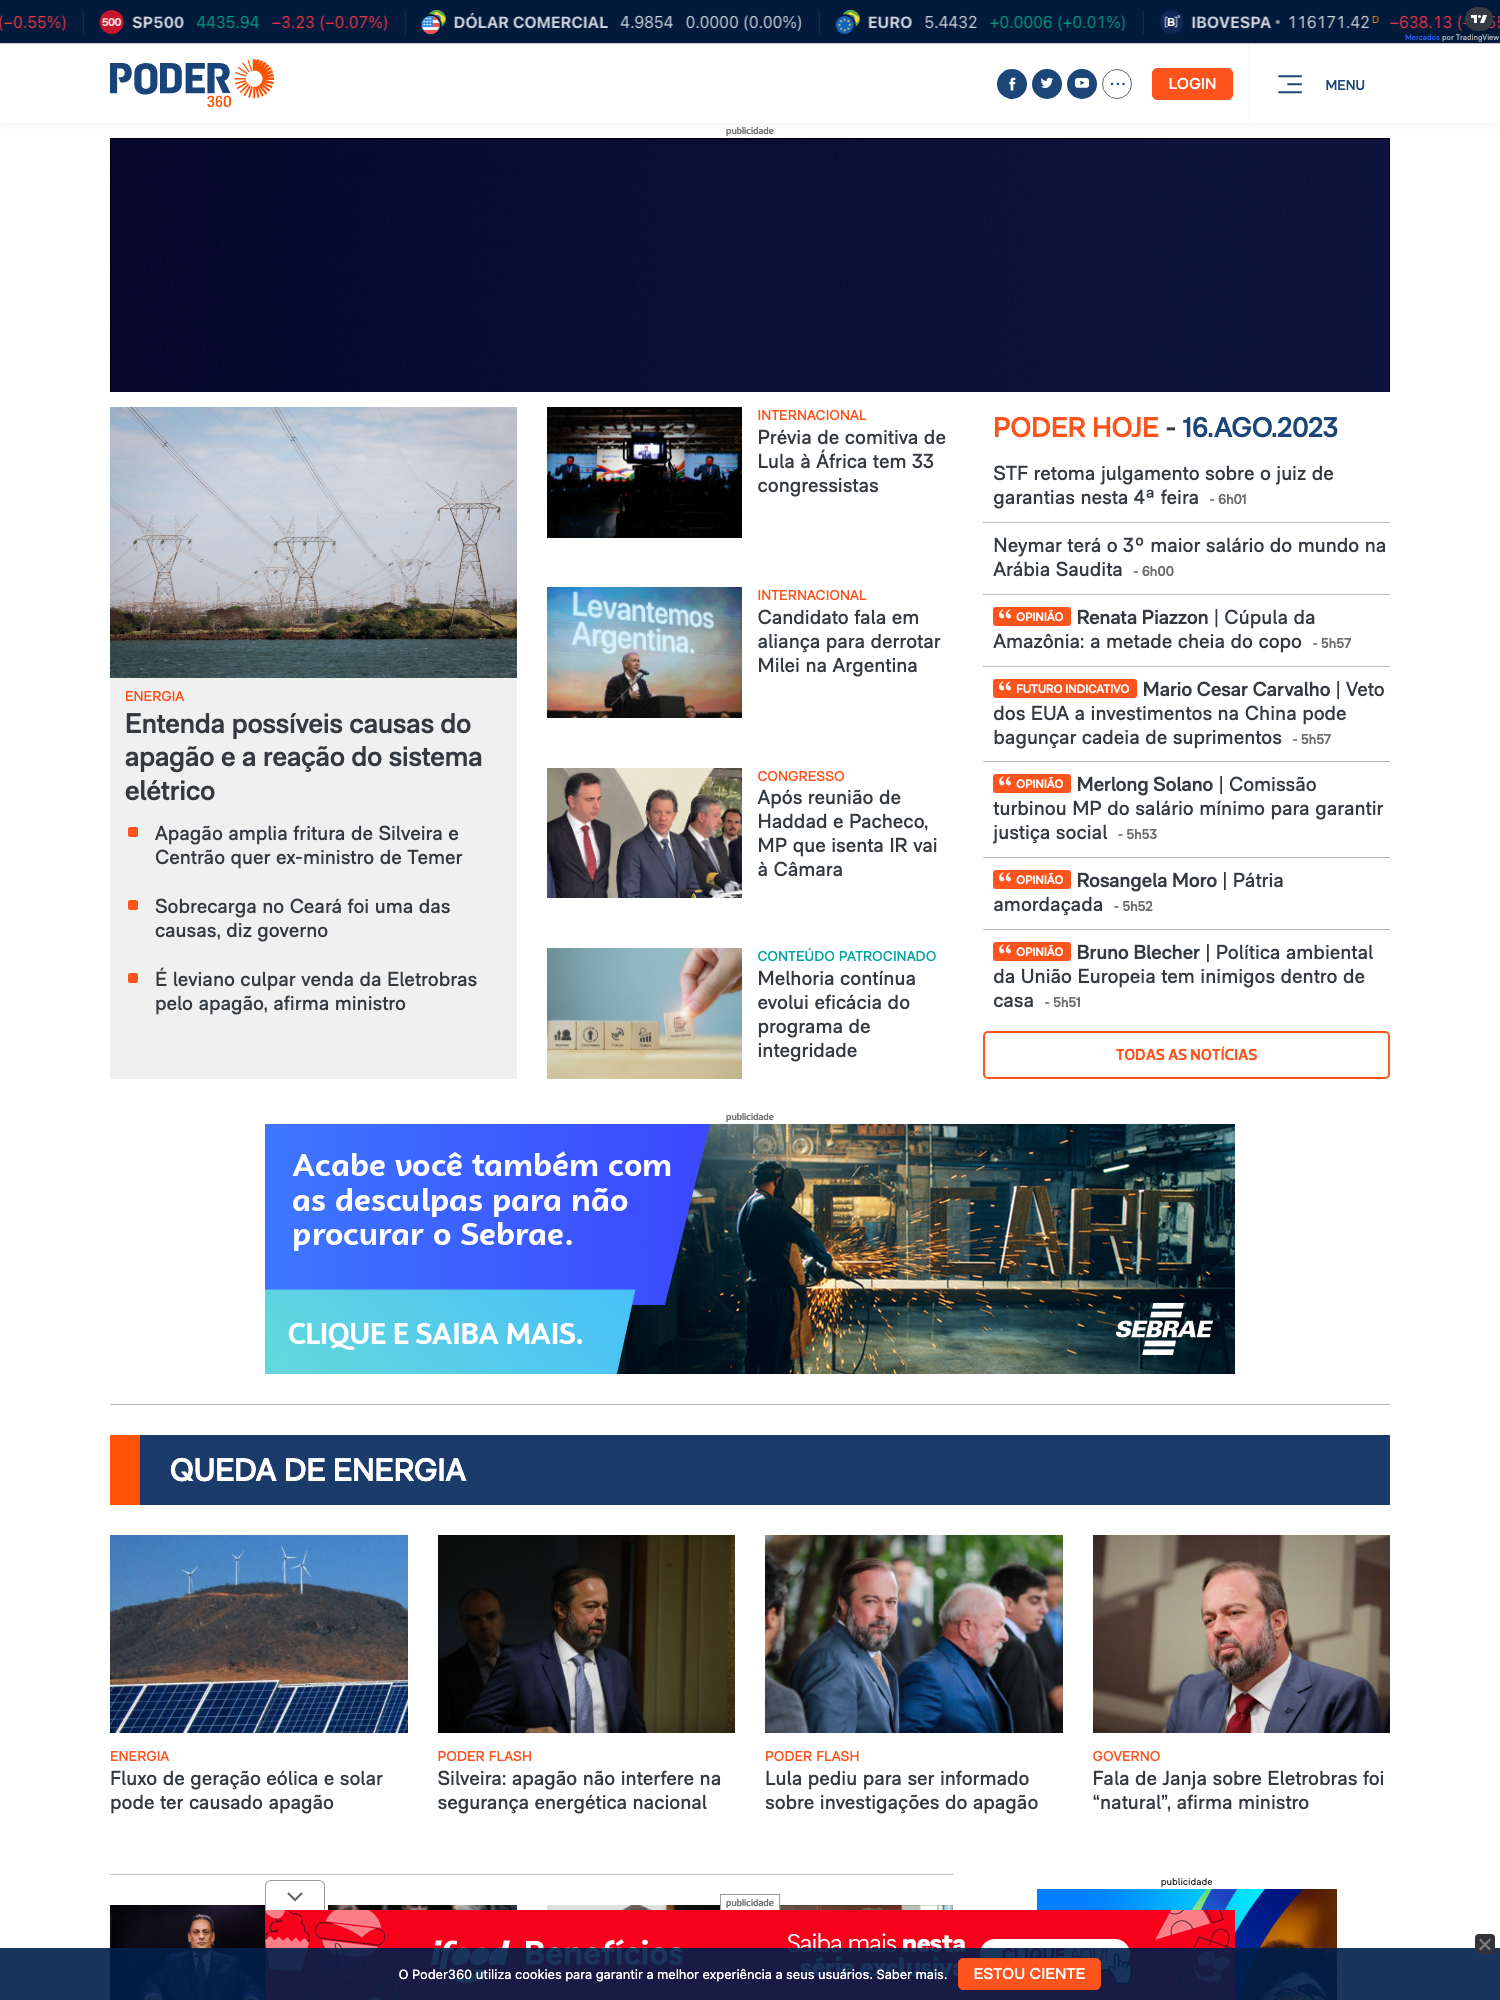 (−0.55%)
500 SP500 4435.94 −3.23 (−0.07%)
DÓLAR COMERCIAL 4.9854 0.0000 (0.00%)
EURO 5.4432 +0.0006 (+0.01%)
[B] IBOVESPA 116171.42 D −638.13
Mercados por TradingView
PODER
360
LOGIN
MENU
publicidade
ENERGIA
Entenda possíveis causas do
apagão e a reação do sistema
elétrico
Apagão amplia fritura de Silveira e
Centrão quer ex-ministro de Temer
Sobrecarga no Ceará foi uma das
causas, diz governo
É leviano culpar venda da Eletrobras
pelo apagão, afirma ministro
INTERNACIONAL
Prévia de comitiva de
Lula à África tem 33
congressistas
Levantemos
Argentina.
INTERNACIONAL
Candidato fala em
aliança para derrotar
Milei na Argentina
CONGRESSO
Após reunião de
Haddad e Pacheco,
MP que isenta IR vai
à Câmara
CONTEÚDO PATROCINADO
Melhoria contínua
evolui eficácia do
programa de
integridade
PODER HOJE - 16.AGO.2023
STF retoma julgamento sobre o juiz de
garantias nesta 4ª feira - 6h01
Neymar terá o 3º maior salário do mundo na
Arábia Saudita - 6h00
“ OPINIÃO Renata Piazzon | Cúpula da
Amazônia: a metade cheia do copo - 5h57
“ FUTURO INDICATIVO Mario Cesar Carvalho | Veto
dos EUA a investimentos na China pode
bagunçar cadeia de suprimentos - 5h57
“ OPINIÃO Merlong Solano | Comissão
turbinou MP do salário mínimo para garantir
justiça social - 5h53
“ OPINIÃO Rosangela Moro | Pátria
amordaçada - 5h52
“ OPINIÃO Bruno Blecher | Política ambiental
da União Europeia tem inimigos dentro de
casa - 5h51
TODAS AS NOTÍCIAS
publicidade
Acabe você também com
as desculpas para não
procurar o Sebrae.
CLIQUE E SAIBA MAIS.
SEBRAE
QUEDA DE ENERGIA
ENERGIA
Fluxo de geração eólica e solar
pode ter causado apagão
PODER FLASH
Silveira: apagão não interfere na
segurança energética nacional
PODER FLASH
Lula pediu para ser informado
sobre investigações do apagão
GOVERNO
Fala de Janja sobre Eletrobras foi
“natural”, afirma ministro
publicidade
publicidade
ifood Benefícios
Saiba mais nesta
série exclusiva
CLIQUE AQUI
O Poder360 utiliza cookies para garantir a melhor experiência a seus usuários. Saber mais.
ESTOU CIENTE